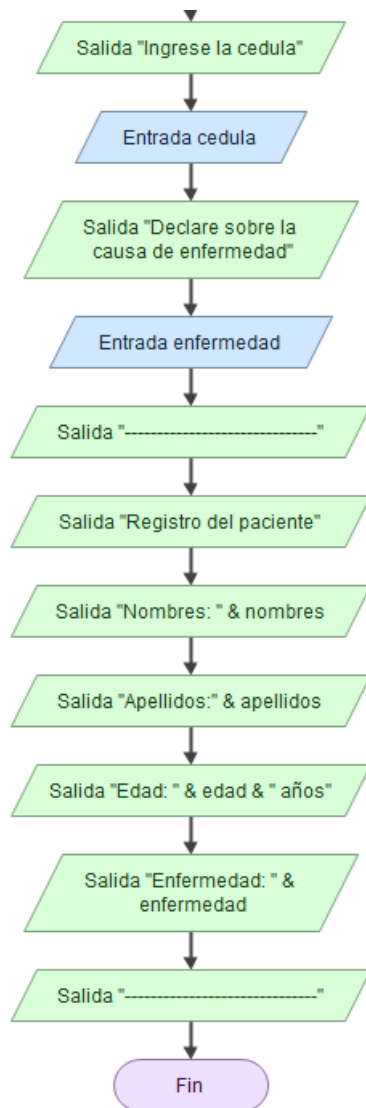 Salida "Ingrese la cedula"
Entrada cedula
Salida "Declare sobre la
causa de enfermedad"
Entrada enfermedad
Salida "------------------------------"
Salida "Registro del paciente"
Salida "Nombres: " & nombres
Salida "Apellidos:" & apellidos
Salida "Edad: " & edad & " años"
Salida "Enfermedad: " &
enfermedad
Salida "------------------------------"
Fin